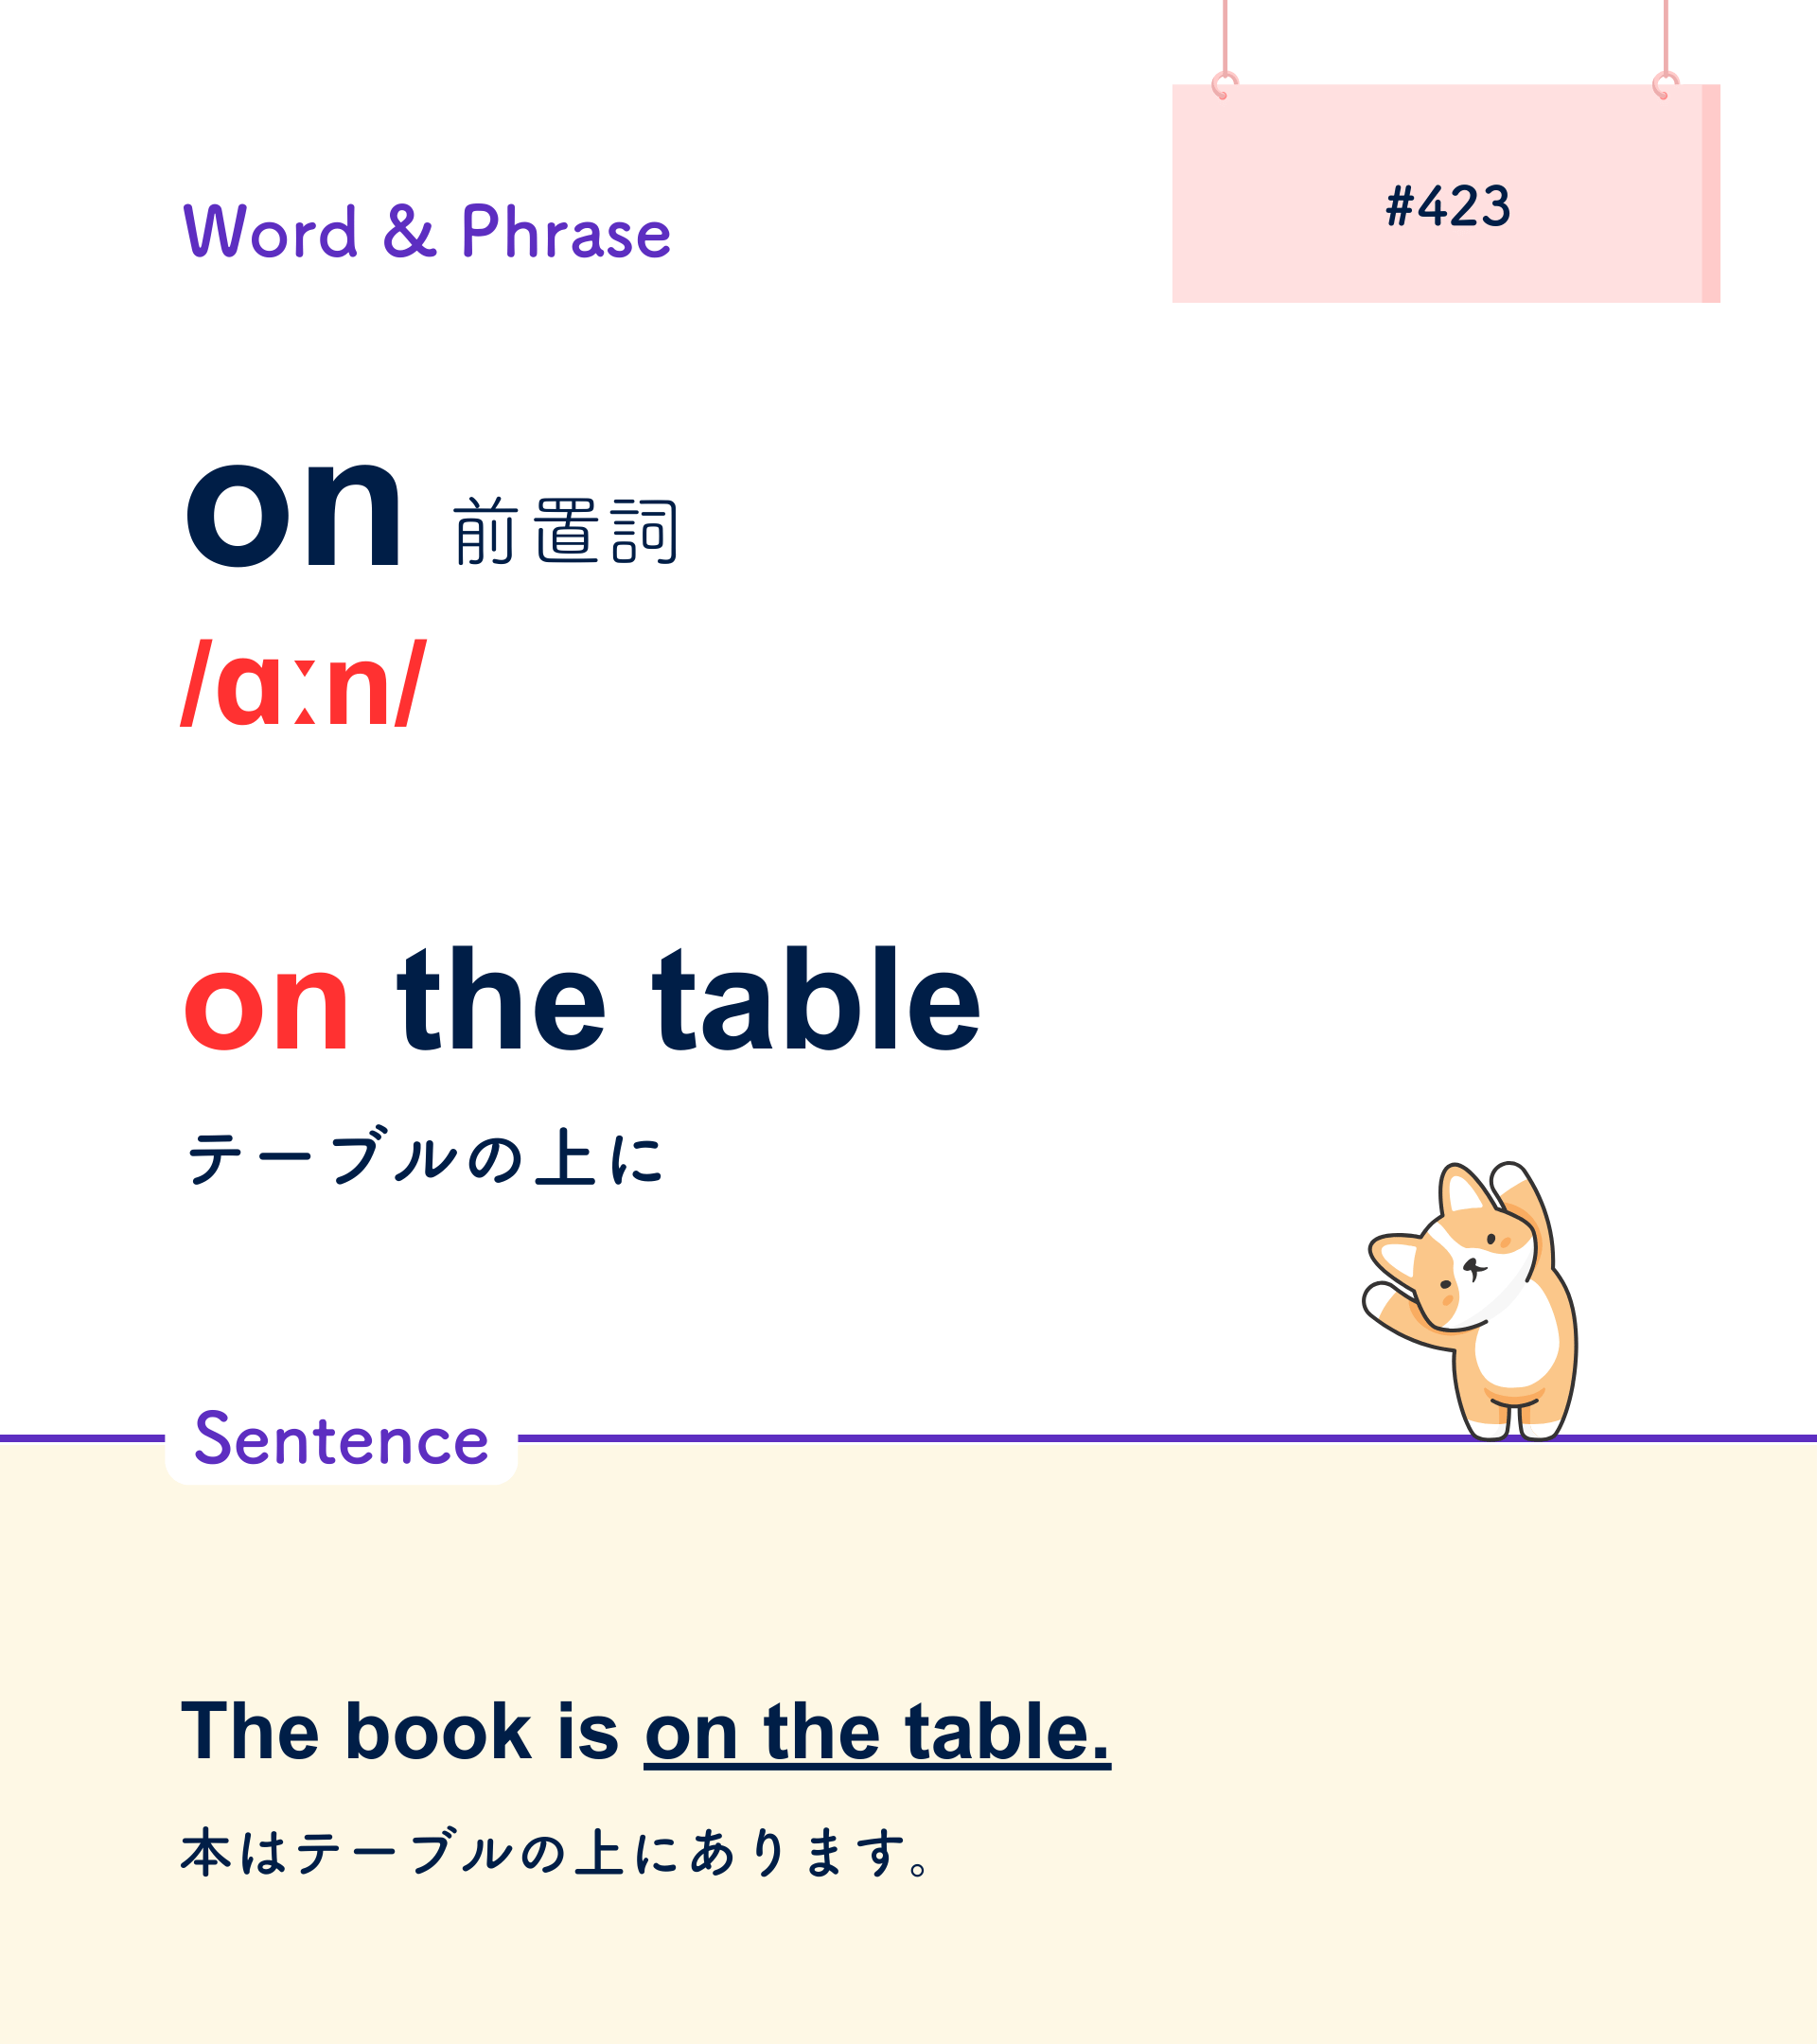 Word & Phrase
#423
on 前置詞
/ɑːn/
on the table
テーブルの上に
Sentence
The book is on the table.
本はテーブルの上にあります。